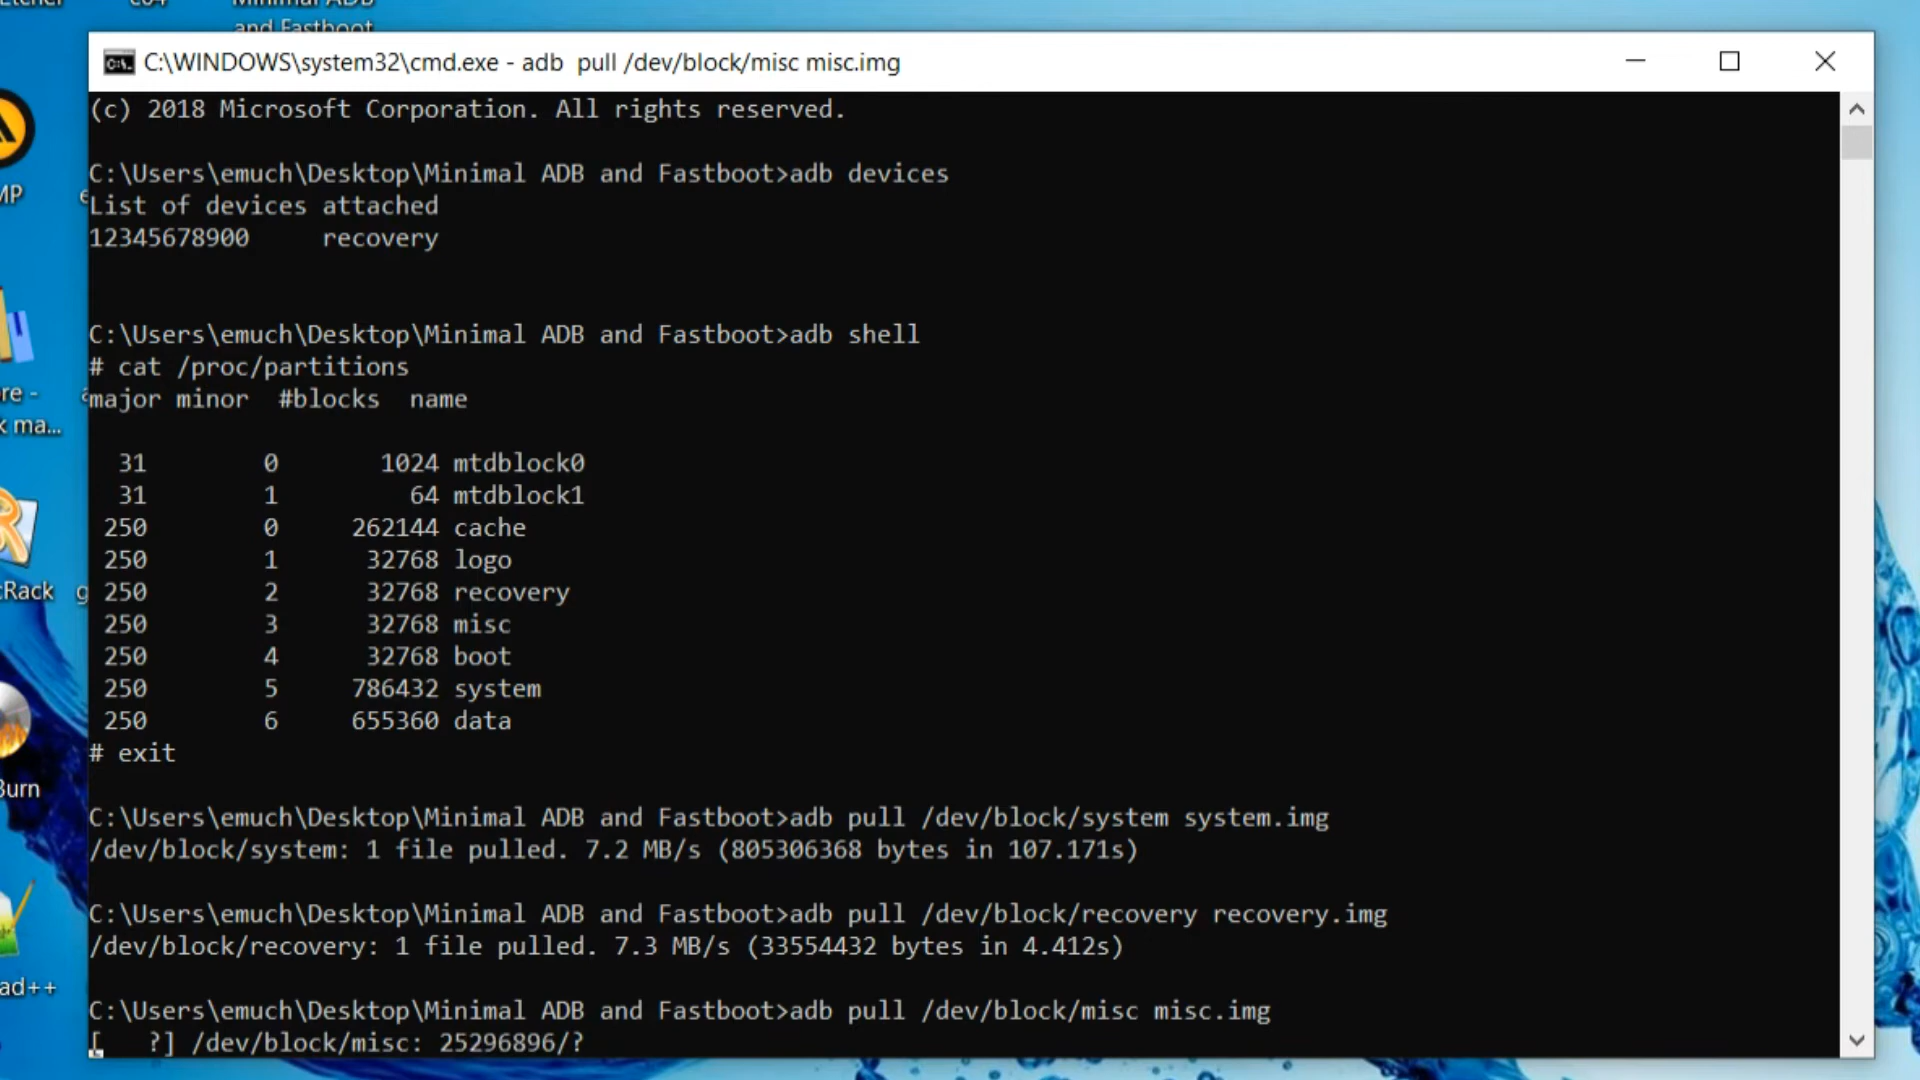 and Fastboot
C:\WINDOWS\system32\cmd.exe - adb  pull /dev/block/misc misc.img
(c) 2018 Microsoft Corporation. All rights reserved.
C:\Users\emuch\Desktop\Minimal ADB and Fastboot>adb devices
List of devices attached
12345678900     recovery
C:\Users\emuch\Desktop\Minimal ADB and Fastboot>adb shell
# cat /proc/partitions
major minor  #blocks  name
31        0       1024 mtdblock0
31        1         64 mtdblock1
250        0     262144 cache
250        1      32768 logo
250        2      32768 recovery
250        3      32768 misc
250        4      32768 boot
250        5     786432 system
250        6     655360 data
# exit
C:\Users\emuch\Desktop\Minimal ADB and Fastboot>adb pull /dev/block/system system.img
/dev/block/system: 1 file pulled. 7.2 MB/s (805306368 bytes in 107.171s)
C:\Users\emuch\Desktop\Minimal ADB and Fastboot>adb pull /dev/block/recovery recovery.img
/dev/block/recovery: 1 file pulled. 7.3 MB/s (33554432 bytes in 4.412s)
C:\Users\emuch\Desktop\Minimal ADB and Fastboot>adb pull /dev/block/misc misc.img
[   ?] /dev/block/misc: 25296896/?
MP
re -
k ma...
cRack
Burn
ad++